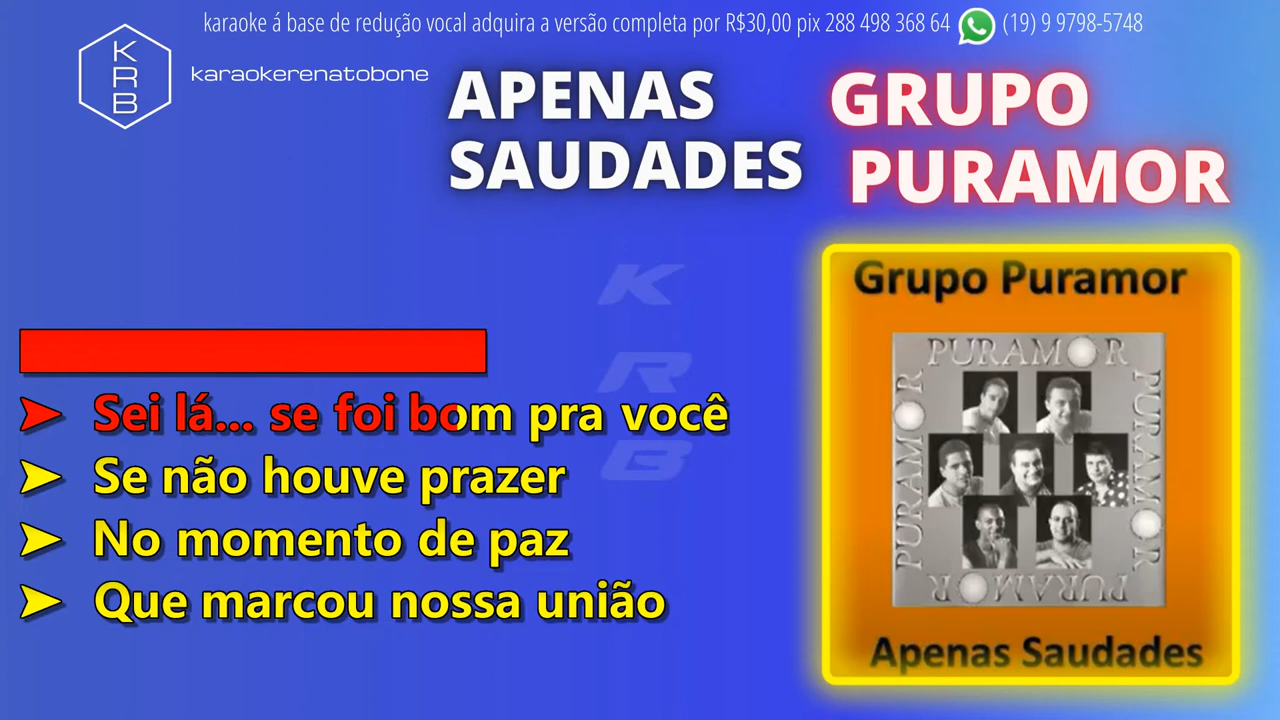 karaoke á base de redução vocal adquira a versão completa por R$30,00 pix 288 498 368 64 (19) 9 9798-5748
K
R
B
karaokerenatobone
APENAS
SAUDADES
GRUPO
PURAMOR
K
R
B
Sei lá... se foi bom pra você
Se não houve prazer
No momento de paz
Que marcou nossa união
Grupo Puramor
PURAMOR
PURAMOR
PURAMOR
PURAMOR
Apenas Saudades